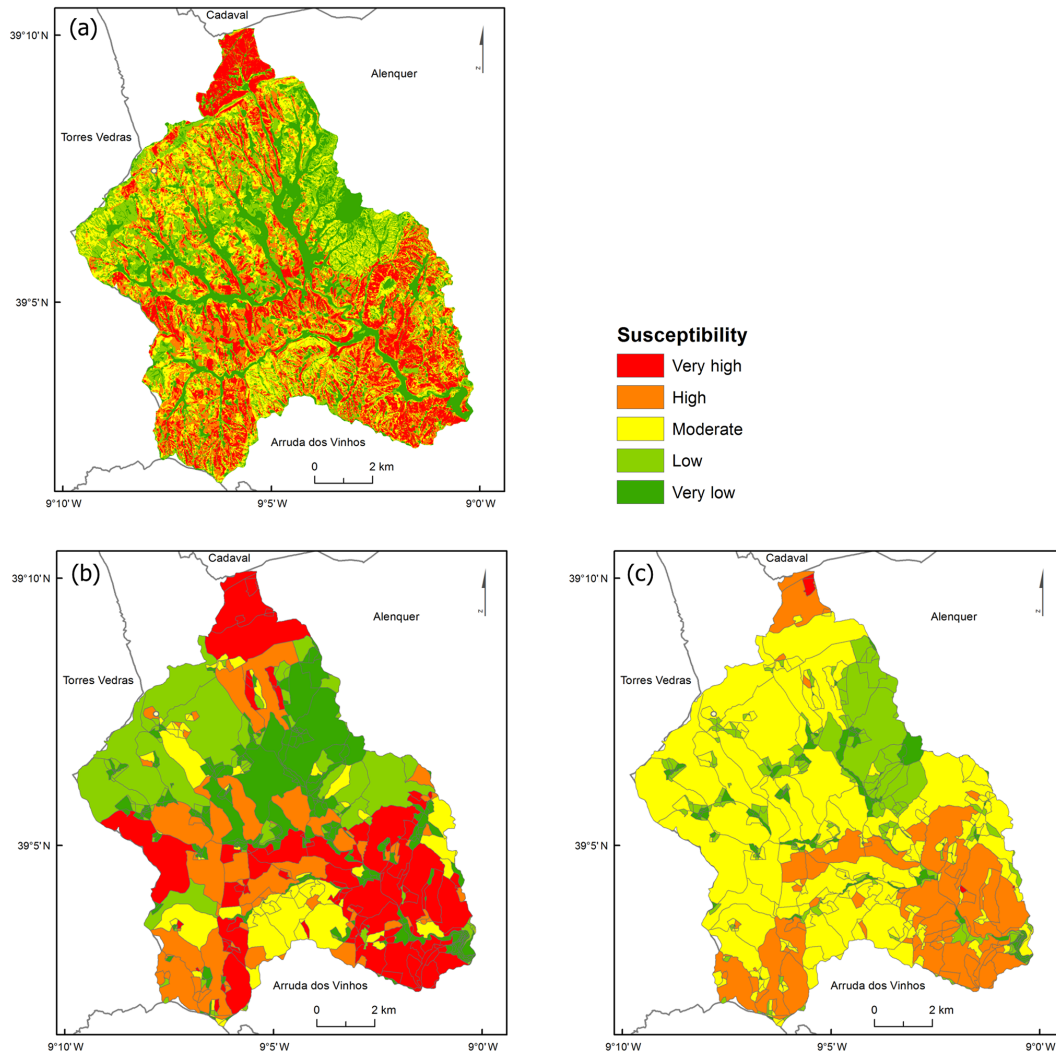 (a)
Cadaval
39°10'N
Alenquer
z
Torres Vedras
39°5'N
Arruda dos Vinhos
0 2 km
9°10'W 9°5'W 9°0'W
Susceptibility
Very high
High
Moderate
Low
Very low
(b)
Cadaval
39°10'N
Alenquer
z
Torres Vedras
39°5'N
Arruda dos Vinhos
0 2 km
9°10'W 9°5'W 9°0'W
(c)
Cadaval
39°10'N
Alenquer
z
Torres Vedras
39°5'N
Arruda dos Vinhos
0 2 km
9°10'W 9°5'W 9°0'W